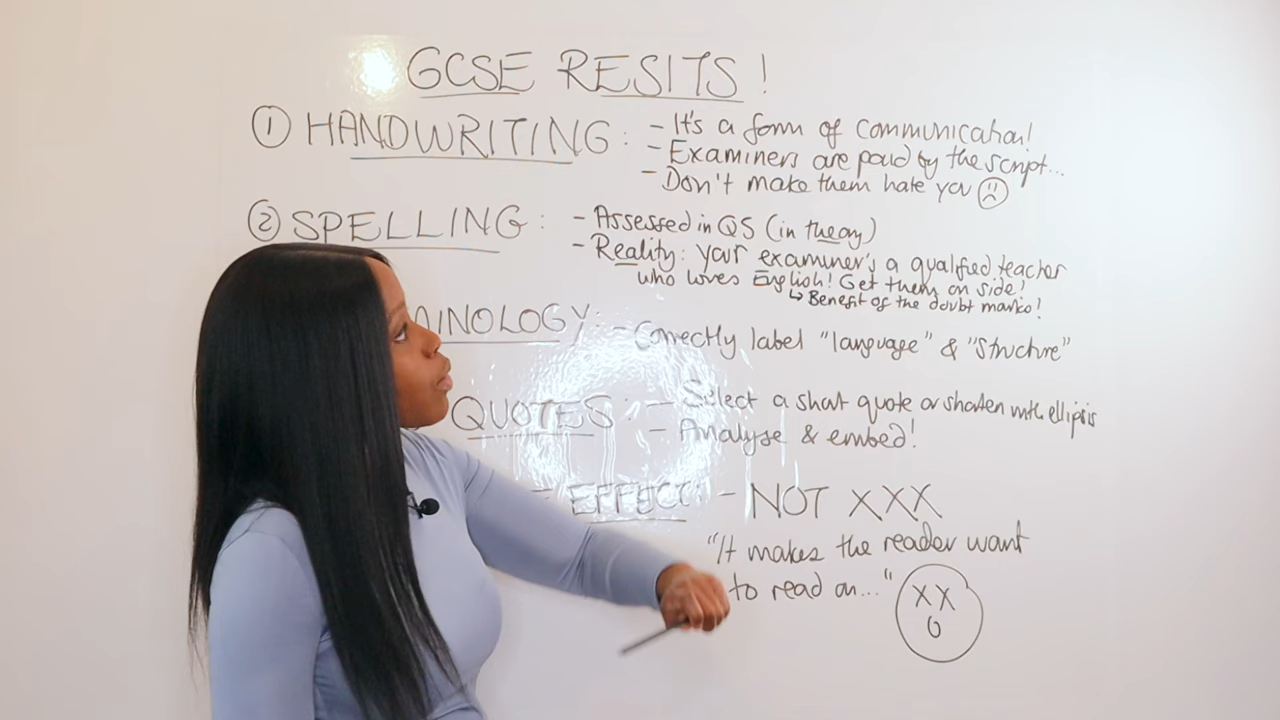 GCSE RESITS!
① HANDWRITING: - It's a form of communication!
- Examiners are paid by the script...
- Don't make them hate you
② SPELLING: - Assessed in QS (in theory)
- Reality: your examiner's a qualified teacher
who loves English! Get them on side!
↳ Benefit of the doubt marks!
MINOLOGY: - Correctly label "language" & "structure"
QUOTES: - Select a short quote or shorten with ellipsis
- Analyse & embed!
EFFECT: - NOT XXX
"It makes the reader want
to read on..."